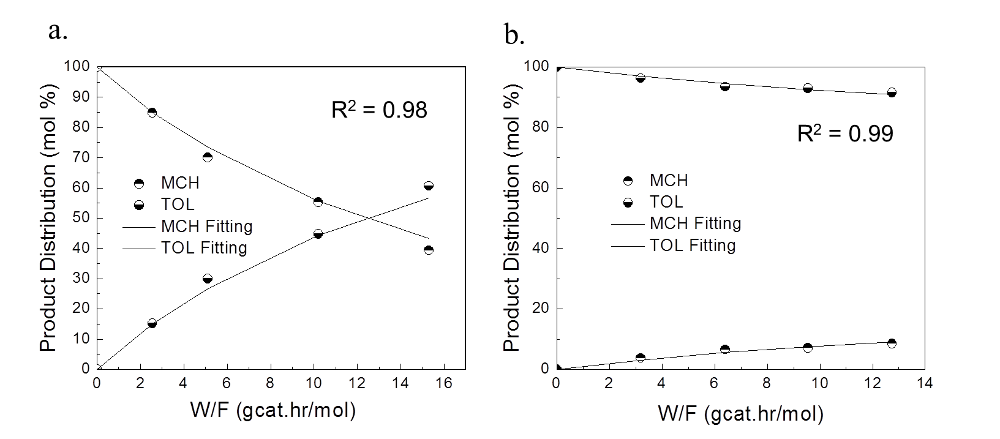 a.
100
90
80
70
60
50
40
30
20
10
0
Product Distribution (mol %)
R² = 0.98
MCH
TOL
MCH Fitting
TOL Fitting
0 2 4 6 8 10 12 14 16
W/F (gcat.hr/mol)
b.
100
80
60
40
20
0
Product Distribution (mol %)
R² = 0.99
MCH
TOL
MCH Fitting
TOL Fitting
0 2 4 6 8 10 12 14
W/F (gcat.hr/mol)